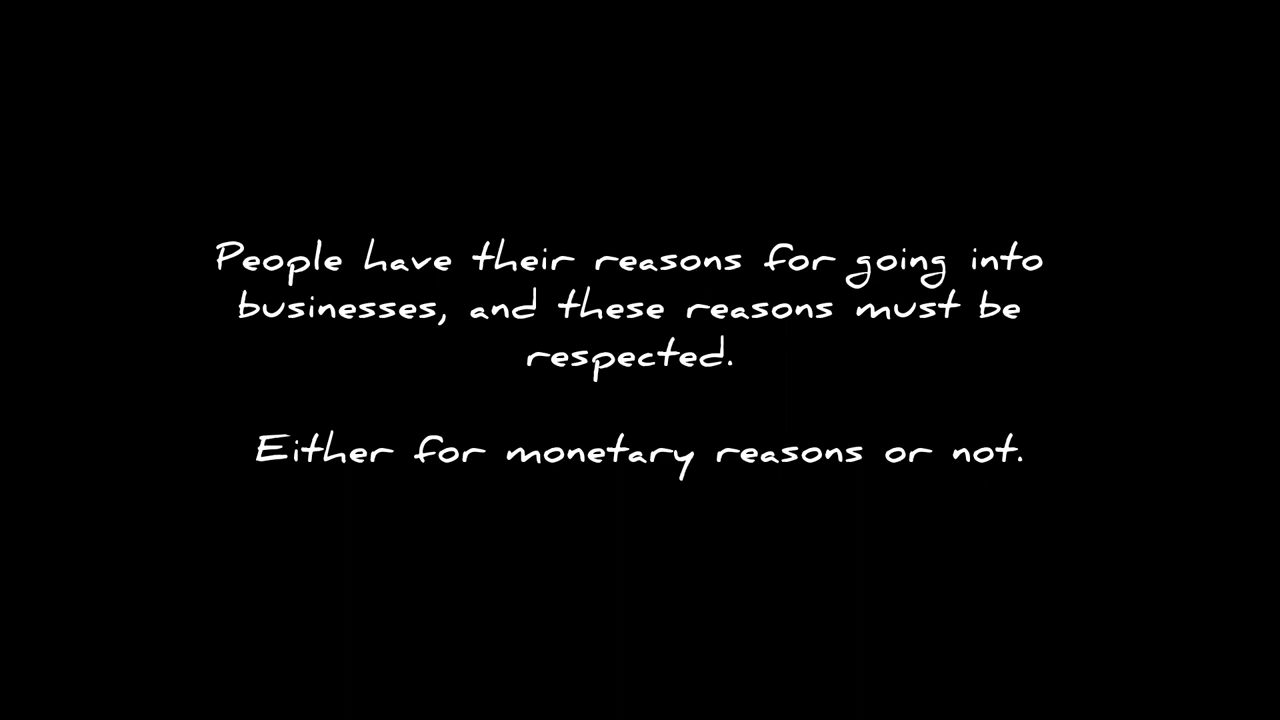 People have their reasons for going into
businesses, and these reasons must be
respected.
Either for monetary reasons or not.